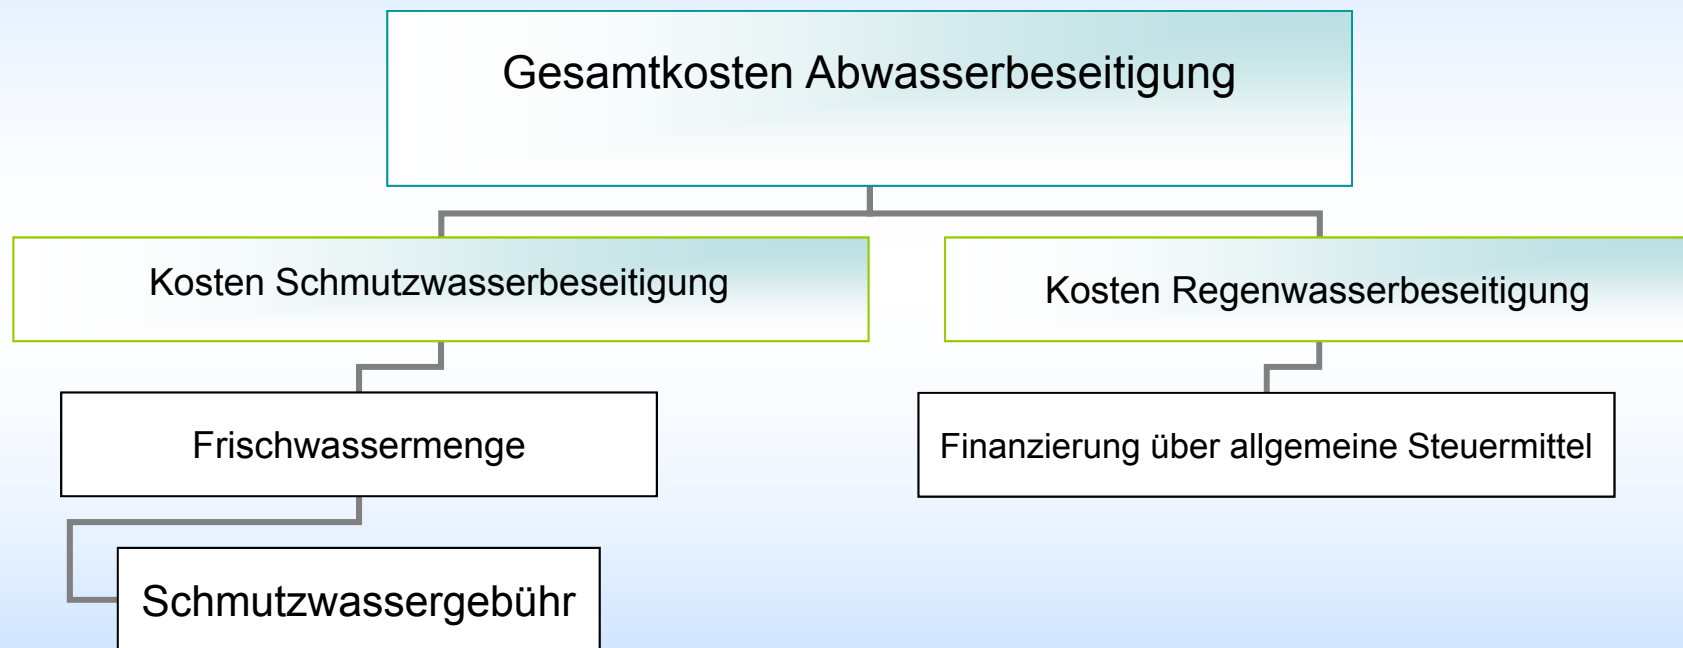 Gesamtkosten Abwasserbeseitigung
Kosten Schmutzwasserbeseitigung
Kosten Regenwasserbeseitigung
Frischwassermenge
Finanzierung über allgemeine Steuermittel
Schmutzwassergebühr